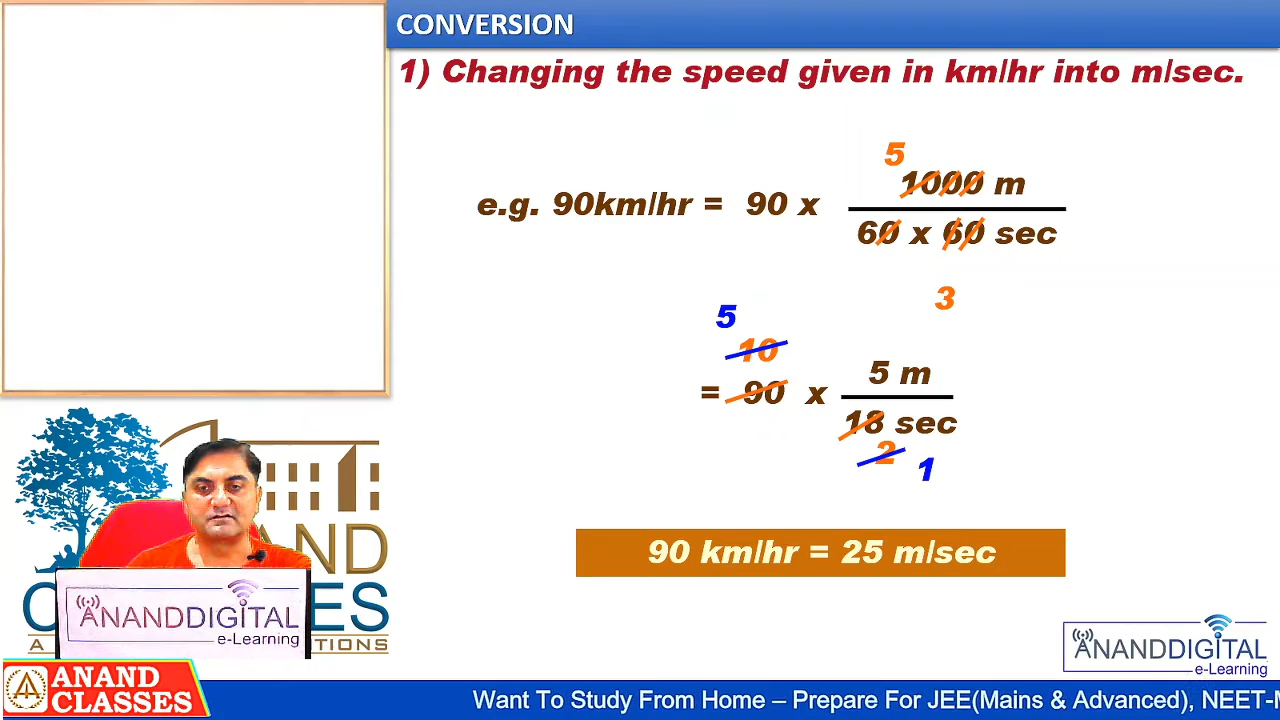 CONVERSION
1) Changing the speed given in km/hr into m/sec.
5
1000 m
e.g. 90km/hr = 90 x
60 x 60 sec
3
5
10
5 m
= 90 x
18 sec
2
1
90 km/hr = 25 m/sec
ANANDDIGITAL
e-Learning
ANANDDIGITAL
e-Learning
ANAND
CLASSES
Want To Study From Home – Prepare For JEE(Mains & Advanced), NEET-